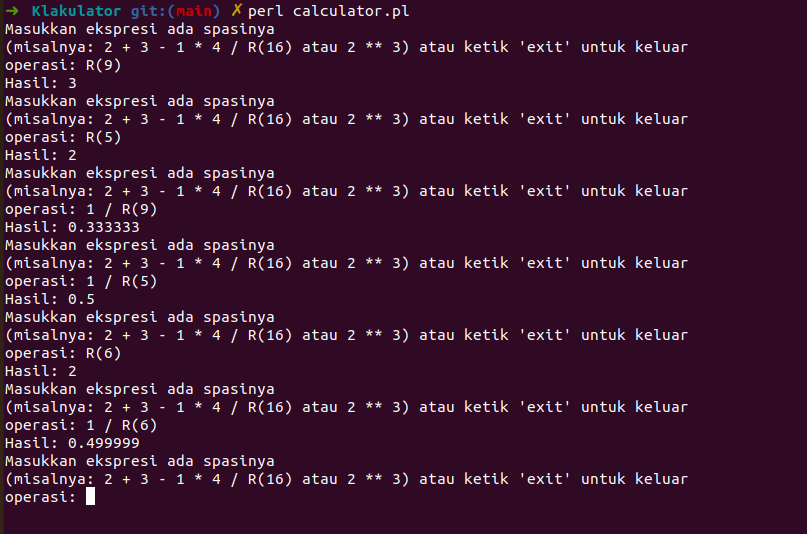 ➜ Klakulator git:(main) ✗ perl calculator.pl
Masukkan ekspresi ada spasinya
(misalnya: 2 + 3 - 1 * 4 / R(16) atau 2 ** 3) atau ketik 'exit' untuk keluar
operasi: R(9)
Hasil: 3
Masukkan ekspresi ada spasinya
(misalnya: 2 + 3 - 1 * 4 / R(16) atau 2 ** 3) atau ketik 'exit' untuk keluar
operasi: R(5)
Hasil: 2
Masukkan ekspresi ada spasinya
(misalnya: 2 + 3 - 1 * 4 / R(16) atau 2 ** 3) atau ketik 'exit' untuk keluar
operasi: 1 / R(9)
Hasil: 0.333333
Masukkan ekspresi ada spasinya
(misalnya: 2 + 3 - 1 * 4 / R(16) atau 2 ** 3) atau ketik 'exit' untuk keluar
operasi: 1 / R(5)
Hasil: 0.5
Masukkan ekspresi ada spasinya
(misalnya: 2 + 3 - 1 * 4 / R(16) atau 2 ** 3) atau ketik 'exit' untuk keluar
operasi: R(6)
Hasil: 2
Masukkan ekspresi ada spasinya
(misalnya: 2 + 3 - 1 * 4 / R(16) atau 2 ** 3) atau ketik 'exit' untuk keluar
operasi: 1 / R(6)
Hasil: 0.499999
Masukkan ekspresi ada spasinya
(misalnya: 2 + 3 - 1 * 4 / R(16) atau 2 ** 3) atau ketik 'exit' untuk keluar
operasi: